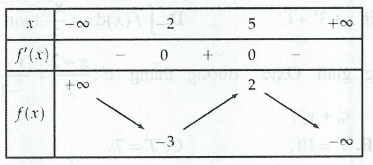 x −∞ 2 5 +∞
f'(x) − 0 + 0 −
+∞ 2
f(x)
−3 −∞